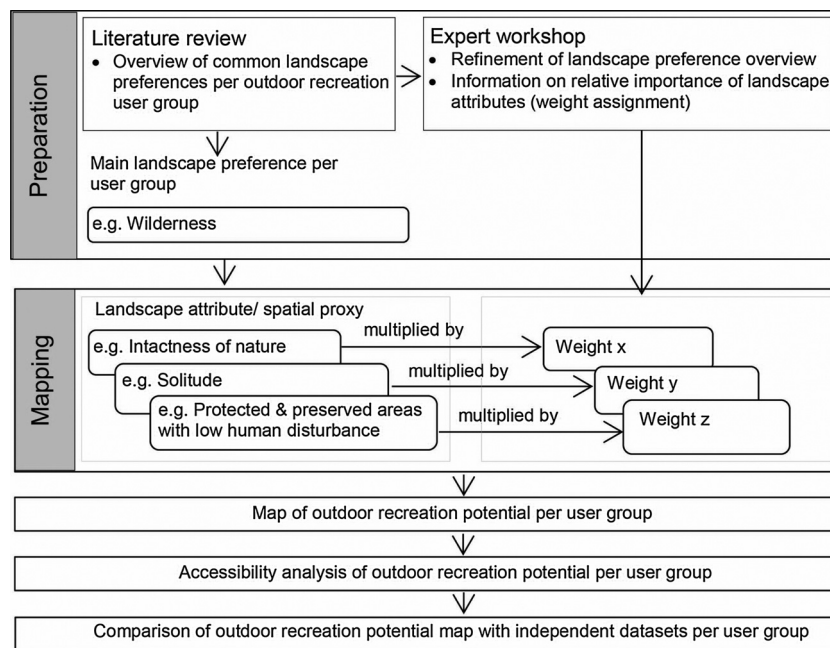 Preparation
Literature review
• Overview of common landscape
preferences per outdoor recreation
user group
Expert workshop
• Refinement of landscape preference overview
• Information on relative importance of landscape
attributes (weight assignment)
Main landscape preference per
user group
e.g. Wilderness
Mapping
Landscape attribute/ spatial proxy
e.g. Intactness of nature
multiplied by
Weight x
e.g. Solitude
multiplied by
Weight y
e.g. Protected & preserved areas
with low human disturbance
multiplied by
Weight z
Map of outdoor recreation potential per user group
Accessibility analysis of outdoor recreation potential per user group
Comparison of outdoor recreation potential map with independent datasets per user group